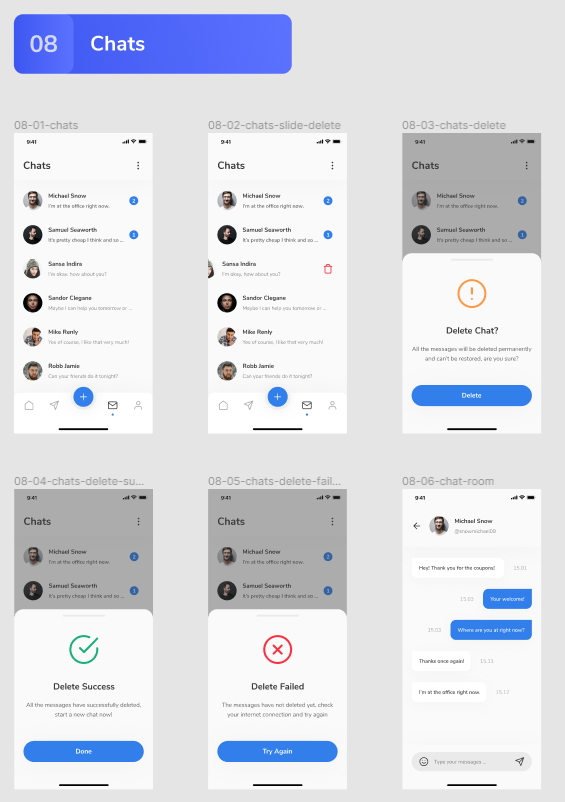 08
Chats
08-01-chats
9:41
Chats
Michael Snow
I'm at the office right now.
2
Samuel Seaworth
It's pretty cheap I think and so ...
1
Sansa Indira
I'm okay, how about you?
Sandor Clegane
Maybe I can help you tomorrow or ...
Mike Renly
Yes of course. I like that very much!
Robb Jamie
Can your friends do it tonight?
08-02-chats-slide-delete
9:41
Chats
Michael Snow
I'm at the office right now.
2
Samuel Seaworth
It's pretty cheap I think and so ...
1
Sansa Indira
I'm okay, how about you?
Sandor Clegane
Maybe I can help you tomorrow or ...
Mike Renly
Yes of course. I like that very much!
Robb Jamie
Can your friends do it tonight?
08-03-chats-delete
9:41
Chats
Michael Snow
I'm at the office right now.
2
Samuel Seaworth
It's pretty cheap I think and so ...
1
Delete Chat?
All the messages will be deleted permanently
and can't be restored, are you sure?
Delete
08-04-chats-delete-su...
9:41
Chats
Michael Snow
I'm at the office right now.
2
Samuel Seaworth
It's pretty cheap I think and so ...
1
Delete Success
All the messages have successfully deleted,
start a new chat now!
Done
08-05-chats-delete-fail...
9:41
Chats
Michael Snow
I'm at the office right now.
2
Samuel Seaworth
It's pretty cheap I think and so ...
1
Delete Failed
The messages have not deleted yet, check
your internet connection and try again
Try Again
08-06-chat-room
9:41
Michael Snow
@snowmichael09
Hey! Thank you for the coupons!
15.01
15.03
Your welcome!
15.03
Where are you at right now?
Thanks once again!
15.11
I'm at the office right now.
15.12
Type your messages ...